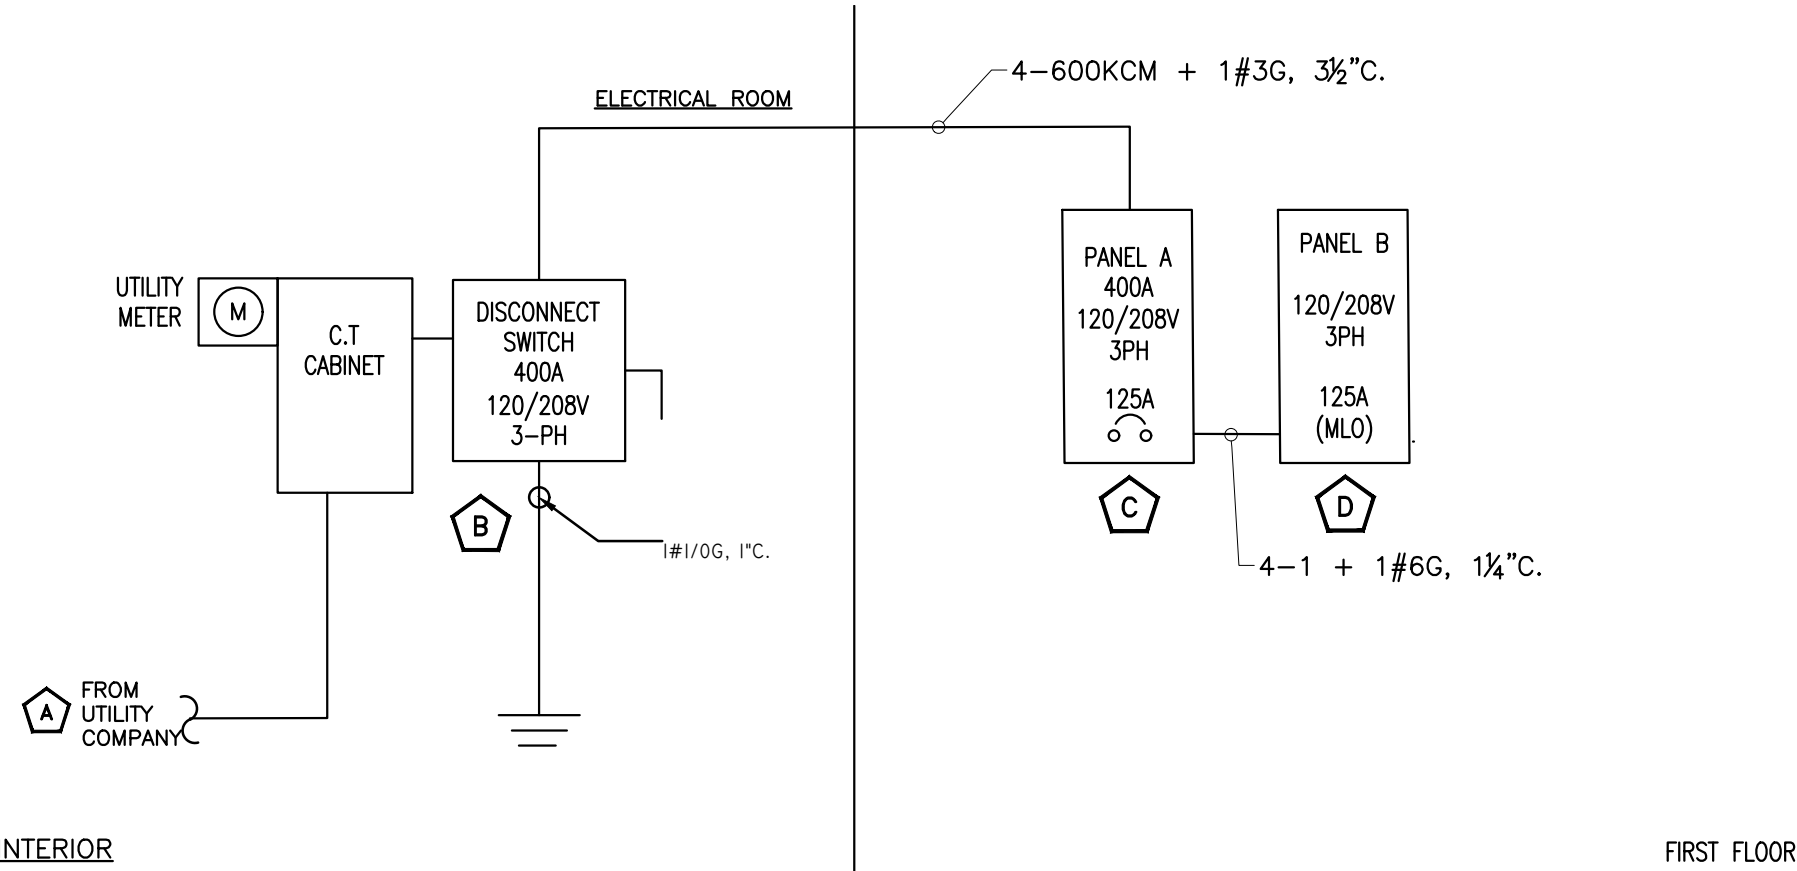 ELECTRICAL ROOM
4-600KCM + 1#3G, 3½"C.
UTILITY
METER
M
C.T
CABINET
DISCONNECT
SWITCH
400A
120/208V
3-PH
PANEL A
400A
120/208V
3PH
125A
PANEL B
120/208V
3PH
125A
(MLO)
B
1#1/0G, 1"C.
C
D
4-1 + 1#6G, 1¼"C.
A
FROM
UTILITY
COMPANY
NTERIOR
FIRST FLOOR